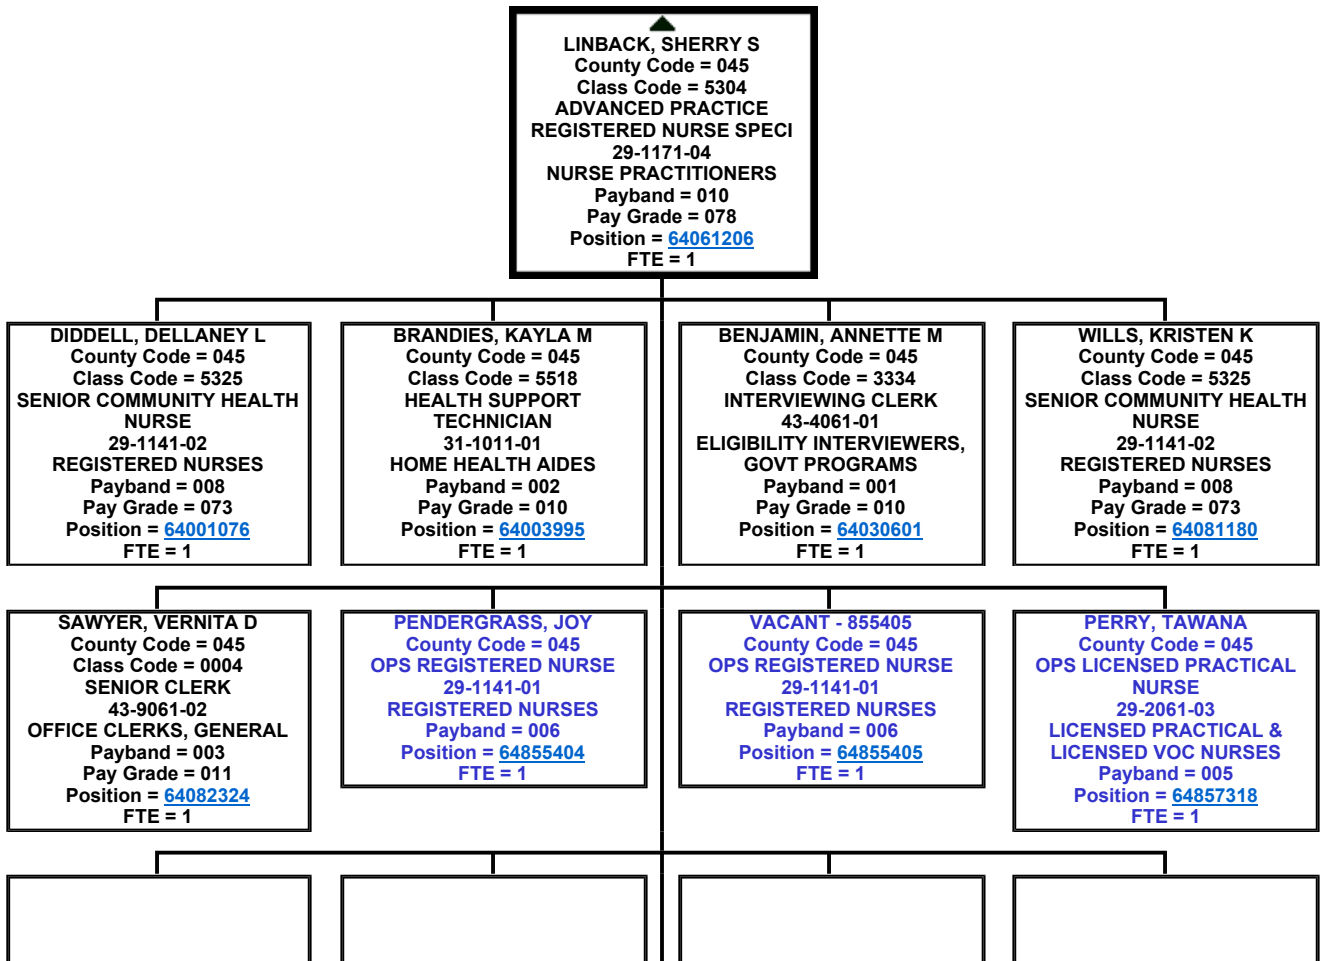 LINBACK, SHERRY S
County Code = 045
Class Code = 5304
ADVANCED PRACTICE
REGISTERED NURSE SPECI
29-1171-04
NURSE PRACTITIONERS
Payband = 010
Pay Grade = 078
Position = 64061206
FTE = 1
DIDDELL, DELLANEY L
County Code = 045
Class Code = 5325
SENIOR COMMUNITY HEALTH
NURSE
29-1141-02
REGISTERED NURSES
Payband = 008
Pay Grade = 073
Position = 64001076
FTE = 1
BRANDIES, KAYLA M
County Code = 045
Class Code = 5518
HEALTH SUPPORT
TECHNICIAN
31-1011-01
HOME HEALTH AIDES
Payband = 002
Pay Grade = 010
Position = 64003995
FTE = 1
BENJAMIN, ANNETTE M
County Code = 045
Class Code = 3334
INTERVIEWING CLERK
43-4061-01
ELIGIBILITY INTERVIEWERS,
GOVT PROGRAMS
Payband = 001
Pay Grade = 010
Position = 64030601
FTE = 1
WILLS, KRISTEN K
County Code = 045
Class Code = 5325
SENIOR COMMUNITY HEALTH
NURSE
29-1141-02
REGISTERED NURSES
Payband = 008
Pay Grade = 073
Position = 64081180
FTE = 1
SAWYER, VERNITA D
County Code = 045
Class Code = 0004
SENIOR CLERK
43-9061-02
OFFICE CLERKS, GENERAL
Payband = 003
Pay Grade = 011
Position = 64082324
FTE = 1
PENDERGRASS, JOY
County Code = 045
OPS REGISTERED NURSE
29-1141-01
REGISTERED NURSES
Payband = 006
Position = 64855404
FTE = 1
VACANT - 855405
County Code = 045
OPS REGISTERED NURSE
29-1141-01
REGISTERED NURSES
Payband = 006
Position = 64855405
FTE = 1
PERRY, TAWANA
County Code = 045
OPS LICENSED PRACTICAL
NURSE
29-2061-03
LICENSED PRACTICAL &
LICENSED VOC NURSES
Payband = 005
Position = 64857318
FTE = 1